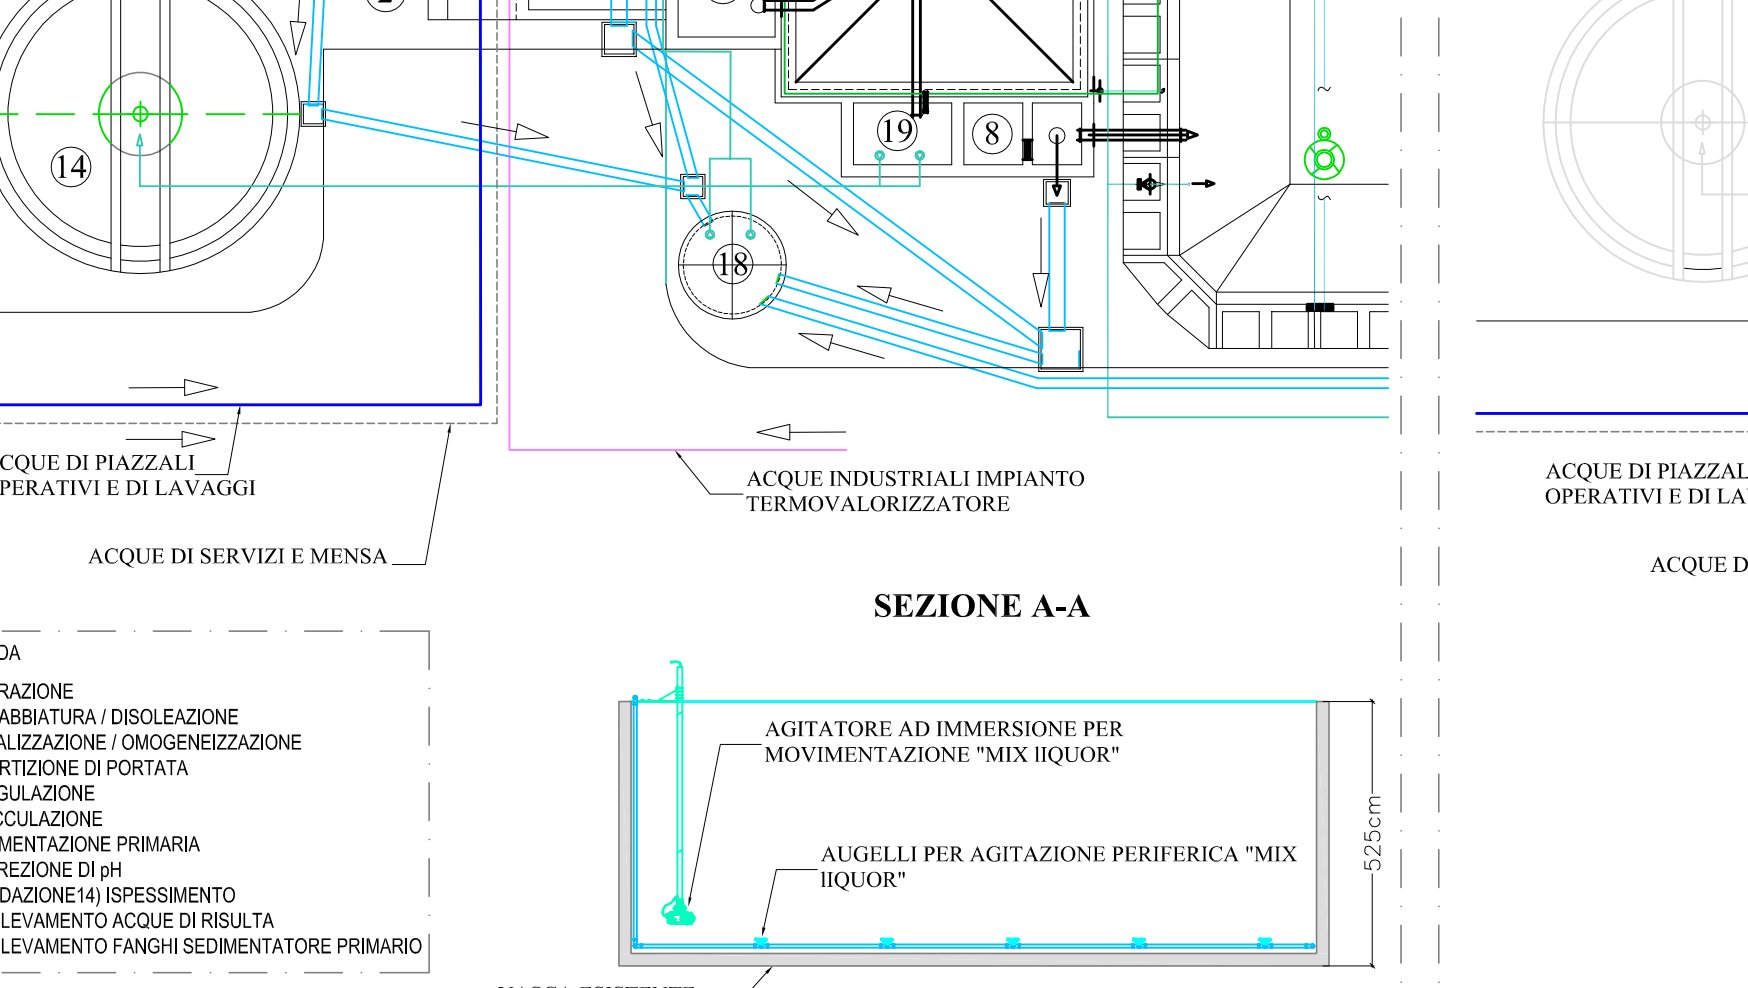 14
19
8
18
CQUE DI PIAZZALI
PERATIVI E DI LAVAGGI
ACQUE DI SERVIZI E MENSA
ACQUE INDUSTRIALI IMPIANTO
TERMOVALORIZZATORE
ACQUE DI PIAZZAL
OPERATIVI E DI LA
ACQUE D
SEZIONE A-A
DA
RAZIONE
ABBIATURA / DISOLEAZIONE
ALIZZAZIONE / OMOGENEIZZAZIONE
RTIZIONE DI PORTATA
GULAZIONE
CCULAZIONE
MENTAZIONE PRIMARIA
REZIONE DI pH
DAZIONE14) ISPESSIMENTO
LEVAMENTO ACQUE DI RISULTA
LEVAMENTO FANGHI SEDIMENTATORE PRIMARIO
AGITATORE AD IMMERSIONE PER
MOVIMENTAZIONE "MIX lIQUOR"
AUGELLI PER AGITAZIONE PERIFERICA "MIX
lIQUOR"
525cm